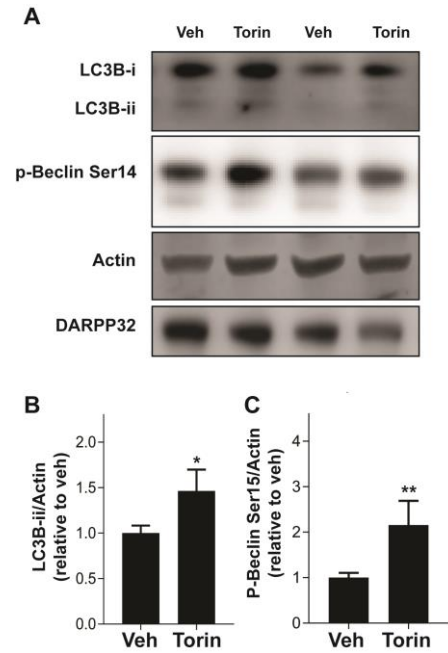 A
Veh Torin Veh Torin
LC3B-i
LC3B-ii
p-Beclin Ser14
Actin
DARPP32
B
LC3B-ii/Actin
(relative to veh)
2.0
1.5
1.0
0.5
0.0
*
Veh Torin
C
P-Beclin Ser15/Actin
(relative to veh)
4
2
1
0
**
Veh Torin